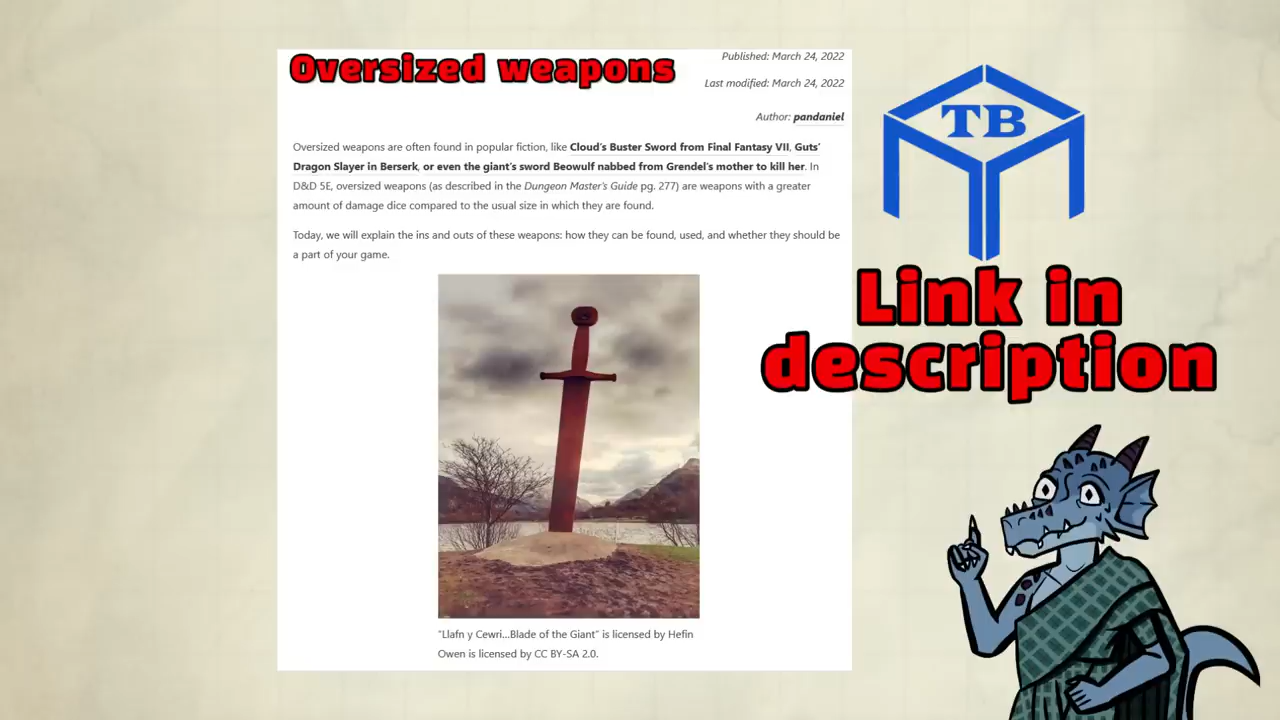 Oversized weapons
Published: March 24, 2022
Last modified: March 24, 2022
Author: pandaniel
Oversized weapons are often found in popular fiction, like Cloud's Buster Sword from Final Fantasy VII, Guts'
Dragon Slayer in Berserk, or even the giant's sword Beowulf nabbed from Grendel's mother to kill her. In
D&D 5E, oversized weapons (as described in the Dungeon Master's Guide pg. 277) are weapons with a greater
amount of damage dice compared to the usual size in which they are found.
Today, we will explain the ins and outs of these weapons: how they can be found, used, and whether they should be
a part of your game.
"Llafn y Cewri...Blade of the Giant" is licensed by Hefin
Owen is licensed by CC BY-SA 2.0.
TB
Link in
description